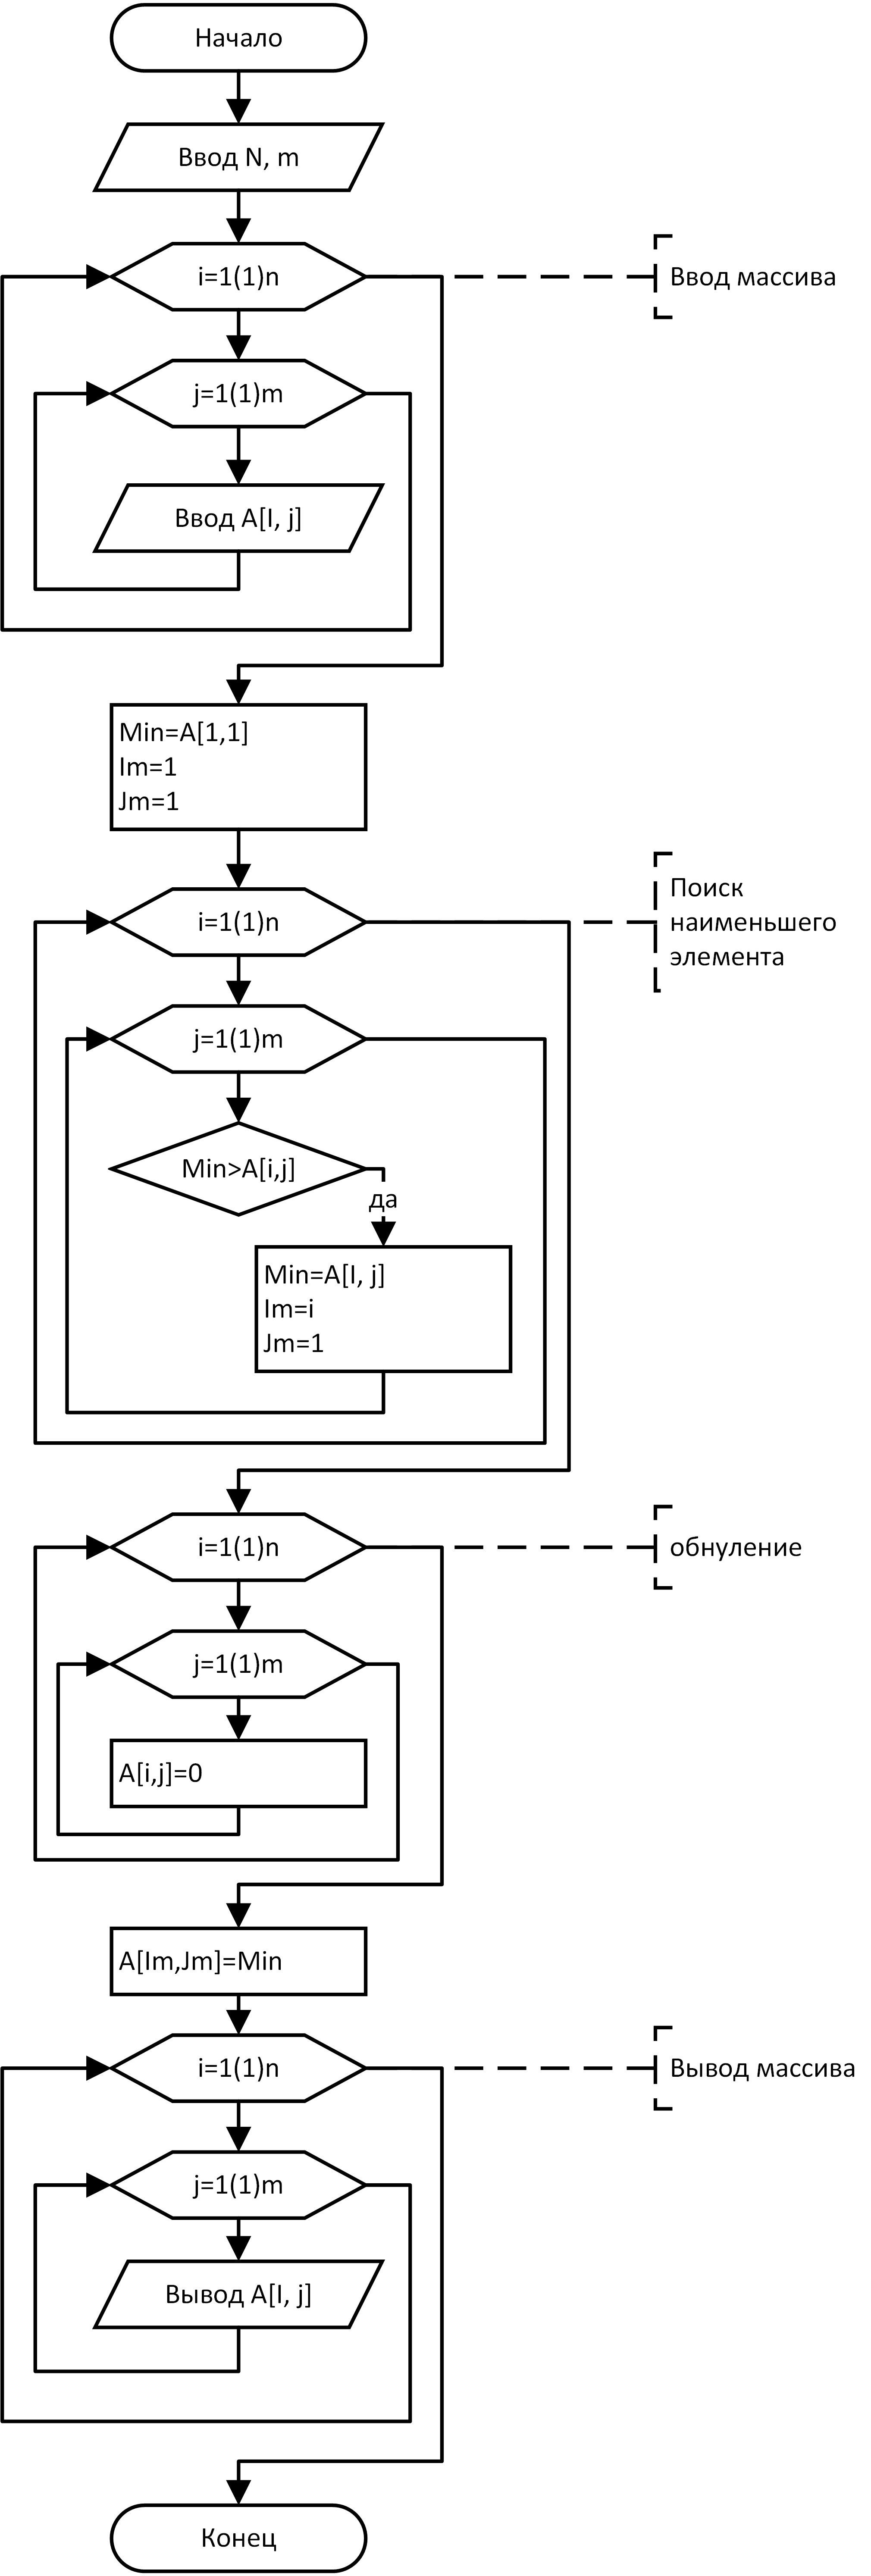 Начало
Ввод N, m
i=1(1)n
Ввод массива
j=1(1)m
Ввод A[I, j]
Min=A[1,1]
Im=1
Jm=1
i=1(1)n
Поиск
наименьшего
элемента
j=1(1)m
Min>A[i,j]
да
Min=A[I, j]
Im=i
Jm=1
i=1(1)n
обнуление
j=1(1)m
A[i,j]=0
A[Im,Jm]=Min
i=1(1)n
Вывод массива
j=1(1)m
Вывод A[I, j]
Конец